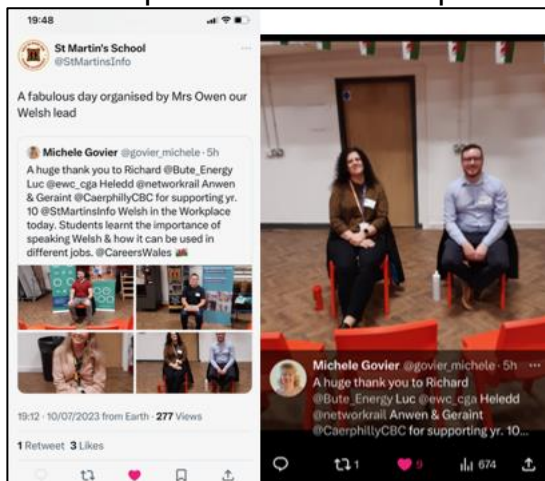 19:48
St Martin's School
@StMartinsInfo
A fabulous day organised by Mrs Owen our
Welsh lead
Michele Govier @govier_michele · 5h
A huge thank you to Richard @Bute_Energy
Luc @ewc_cga Heledd @networkrail Anwen
& Geraint @CaerphillyCBC for supporting yr.
10 @StMartinsInfo Welsh in the Workplace
today. Students learnt the importance of
speaking Welsh & how it can be used in
different jobs. @CareersWales 🏴󠁧󠁢󠁷󠁬󠁳󠁿
19:12 · 10/07/2023 from Earth · 277 Views
1 Retweet 3 Likes
Michele Govier @govier_michele · 5h
A huge thank you to Richard
@Bute_Energy Luc @ewc_cga Heledd
@networkrail Anwen & Geraint
@CaerphillyCBC for supporting yr. 10...
1 9 674